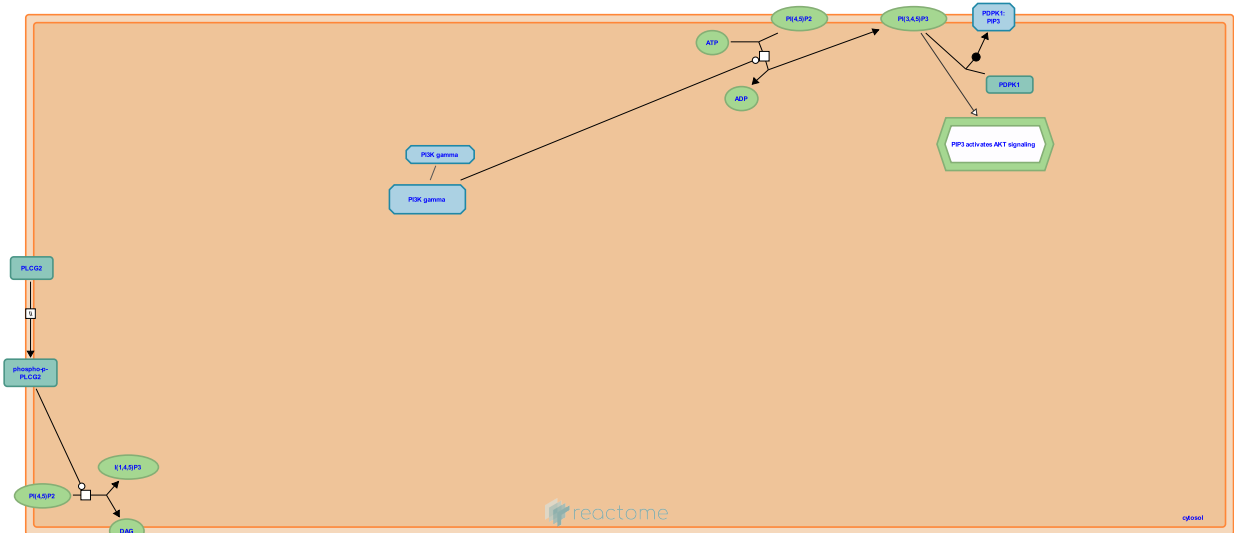 PI(4,5)P2
PI(3,4,5)P3
PDPK1:
PIP3
ATP
PDPK1
ADP
PIP3 activates AKT signaling
PI3K gamma
PI3K gamma
PLCG2
phospho-p-
PLCG2
I(1,4,5)P3
PI(4,5)P2
DAG
reactome
cytosol